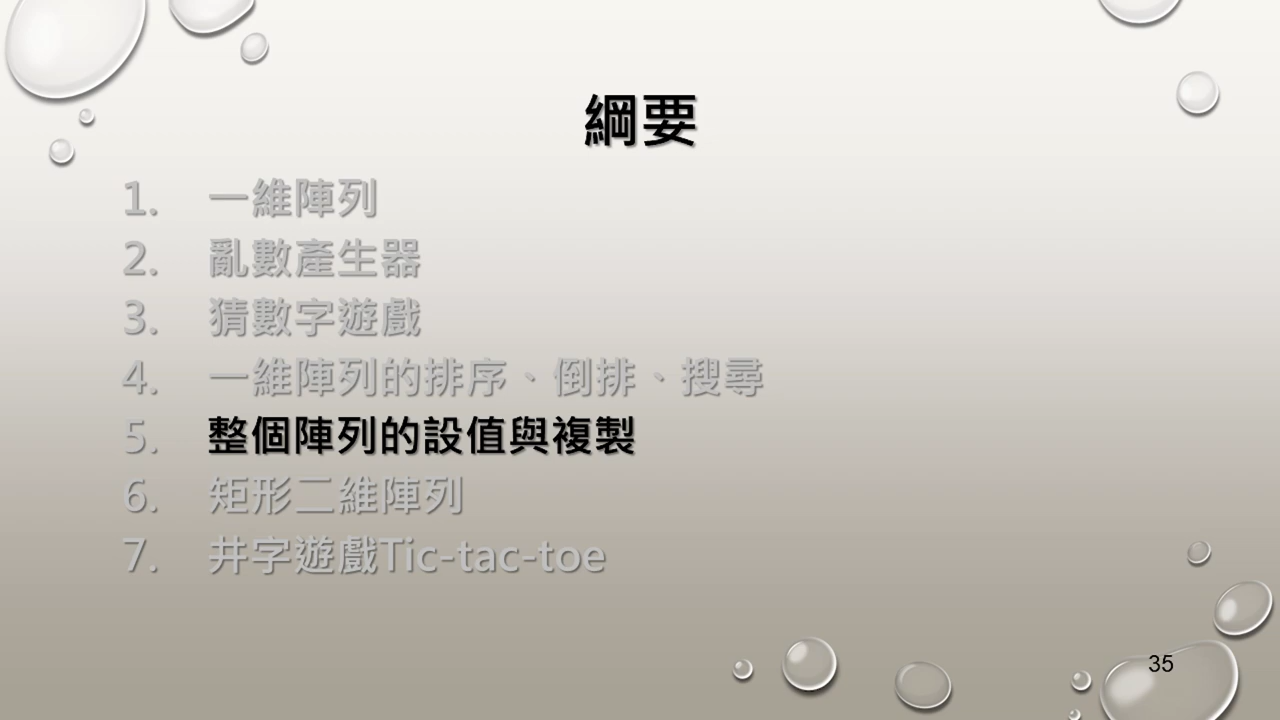 綱要
1. 一維陣列
2. 亂數產生器
3. 猜數字遊戲
4. 一維陣列的排序、倒排、搜尋
5. 整個陣列的設值與複製
6. 矩形二維陣列
7. 井字遊戲Tic-tac-toe
35